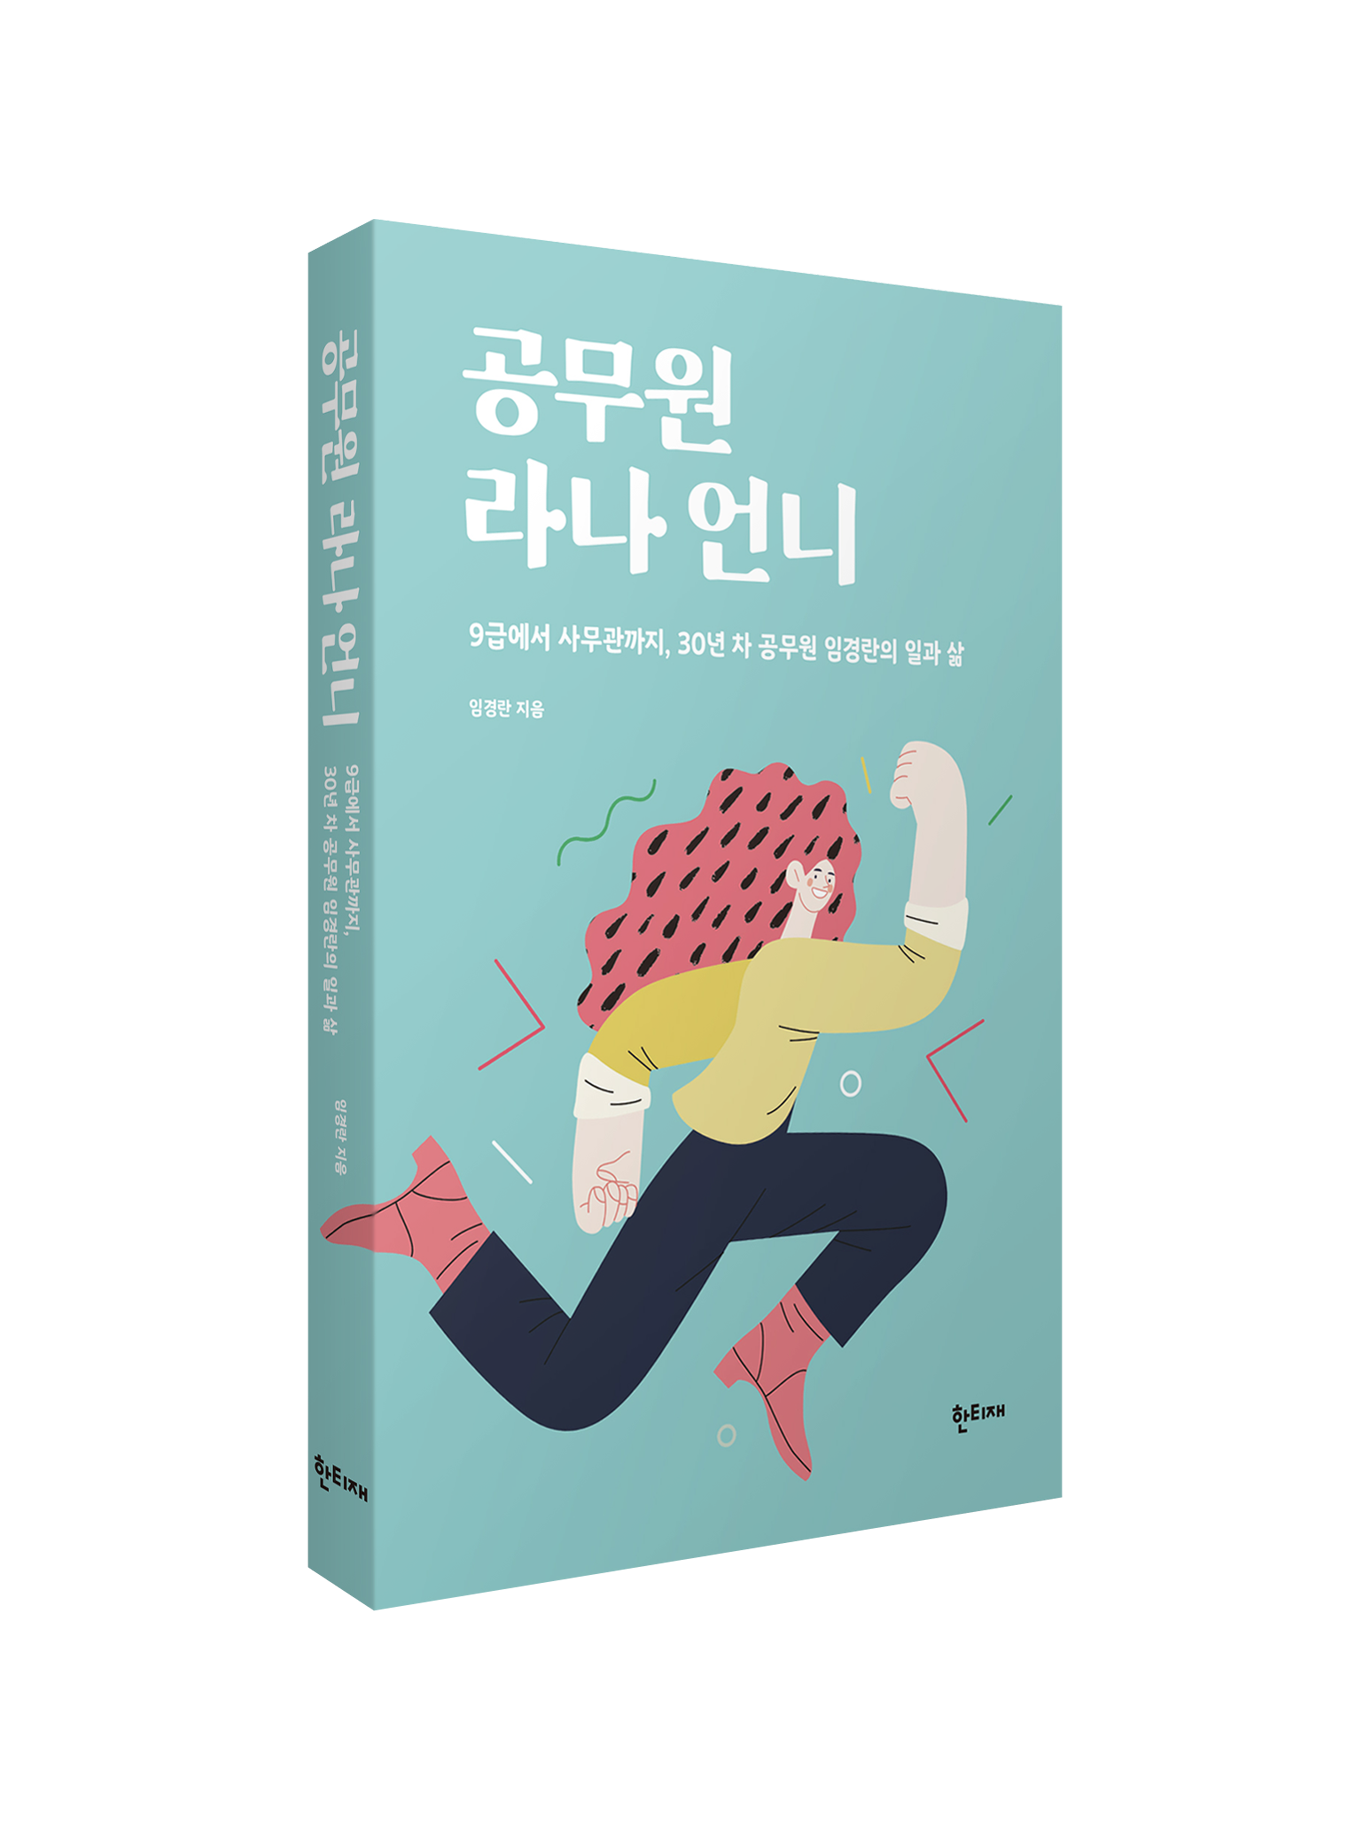 공무원
라나 언니
9급에서 사무관까지, 30년 차 공무원 임경란의 일과 삶
임경란 지음
한티재
공무원 라나 언니
9급에서 사무관까지,
30년 차 공무원 임경란의 일과 삶
임경란 지음
한티재